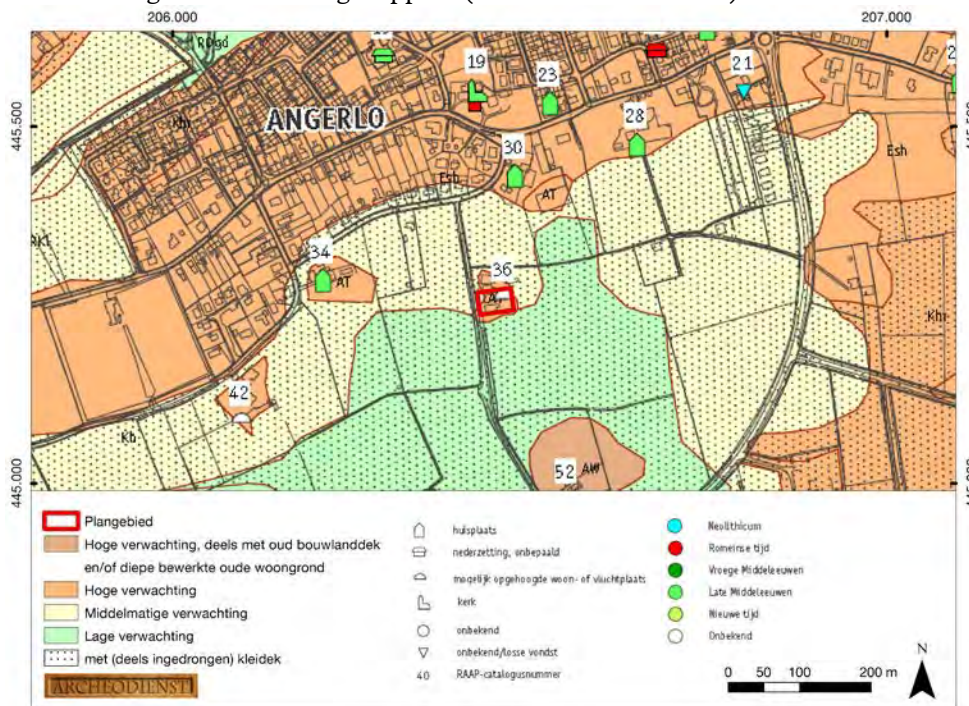 206.000
207.000
19
23
21
ANGERLO
445.500
28
30
Esh
Esh
AT
34
AT
36
42
Kh
52
AW
445.000
Plangebied
Hoge verwachting, deels met oud bouwlanddek
en/of diepe bewerkte oude woongrond
Hoge verwachting
Middelmatige verwachting
Lage verwachting
met (deels ingedrongen) kleidek
ARCHEODIENST
huisplaats
nederzetting, onbepaald
mogelijk opgehoogde woon- of vluchtplaats
kerk
onbekend
onbekend/losse vondst
40 RAAP-catalogusnummer
Neolithicum
Romeinse tijd
Vroege Middeleeuwen
Late Middeleeuwen
Nieuwe tijd
Onbekend
N
0 50 100 200 m